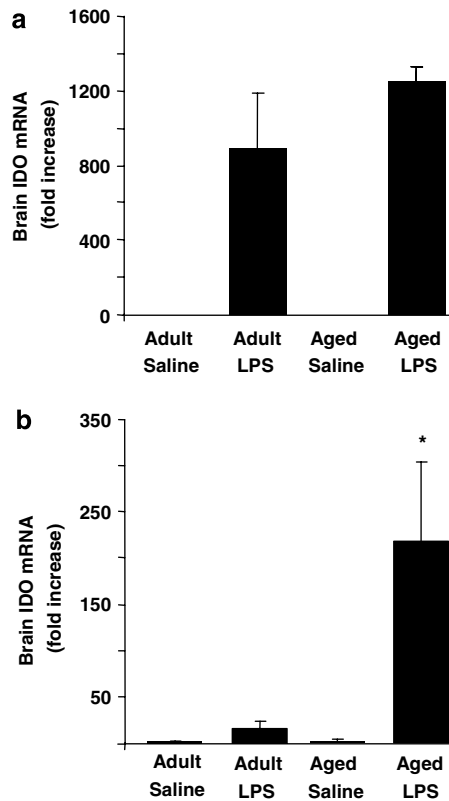 a
Brain IDO mRNA
(fold increase)
1600
1200
800
400
0
Adult Saline
Adult LPS
Aged Saline
Aged LPS
b
Brain IDO mRNA
(fold increase)
350
250
150
50
*
Adult Saline
Adult LPS
Aged Saline
Aged LPS